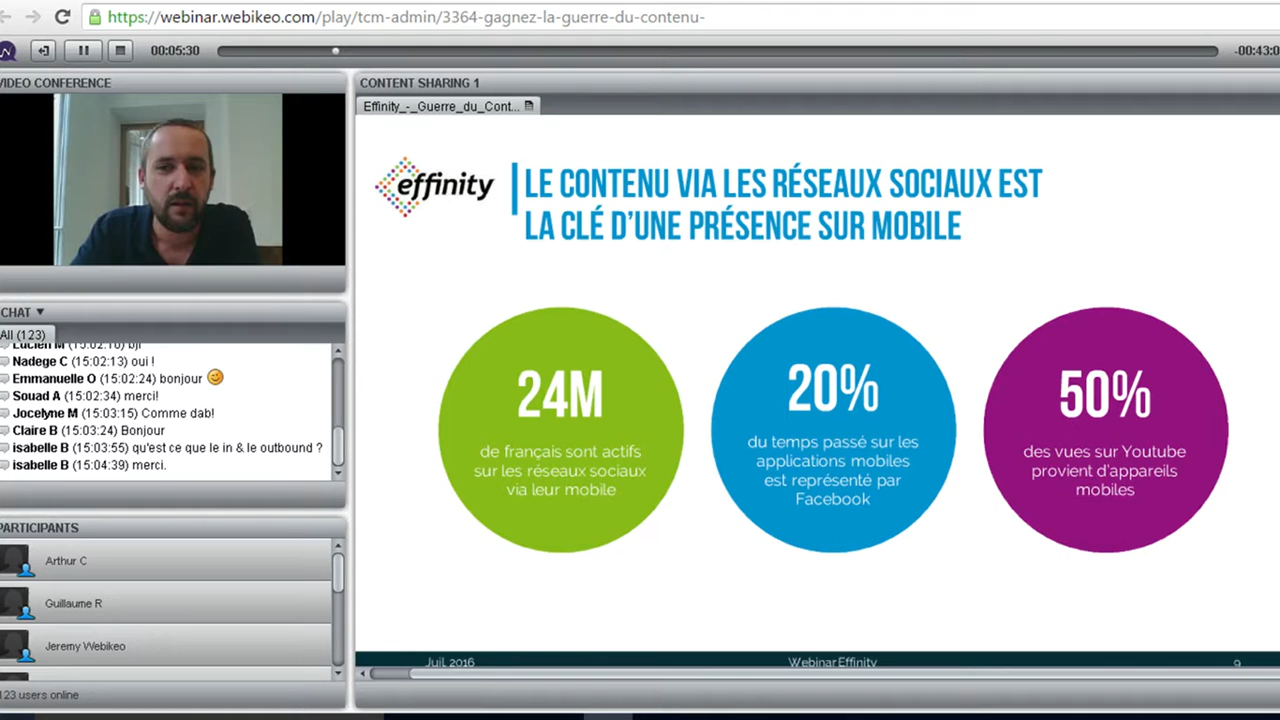 https://webinar.webikeo.com/play/tcm-admin/3364-gagnez-la-guerre-du-contenu-
00:05:30
-00:43:0
VIDEO CONFERENCE
CONTENT SHARING 1
Effinity_-_Guerre_du_Cont...
effinity
LE CONTENU VIA LES RÉSEAUX SOCIAUX EST
LA CLÉ D'UNE PRÉSENCE SUR MOBILE
24M
de français sont actifs
sur les réseaux sociaux
via leur mobile
20%
du temps passé sur les
applications mobiles
est représenté par
Facebook
50%
des vues sur Youtube
provient d'appareils
mobiles
Juil. 2016
Webinar Effinity
9
CHAT
All (123)
Lucien M (15:02:10) bjr
Nadege C (15:02:13) oui !
Emmanuelle O (15:02:24) bonjour
Souad A (15:02:34) merci!
Jocelyne M (15:03:15) Comme dab!
Claire B (15:03:24) Bonjour
isabelle B (15:03:55) qu'est ce que le in & le outbound ?
isabelle B (15:04:39) merci.
PARTICIPANTS
Arthur C
Guillaume R
Jeremy Webikeo
123 users online